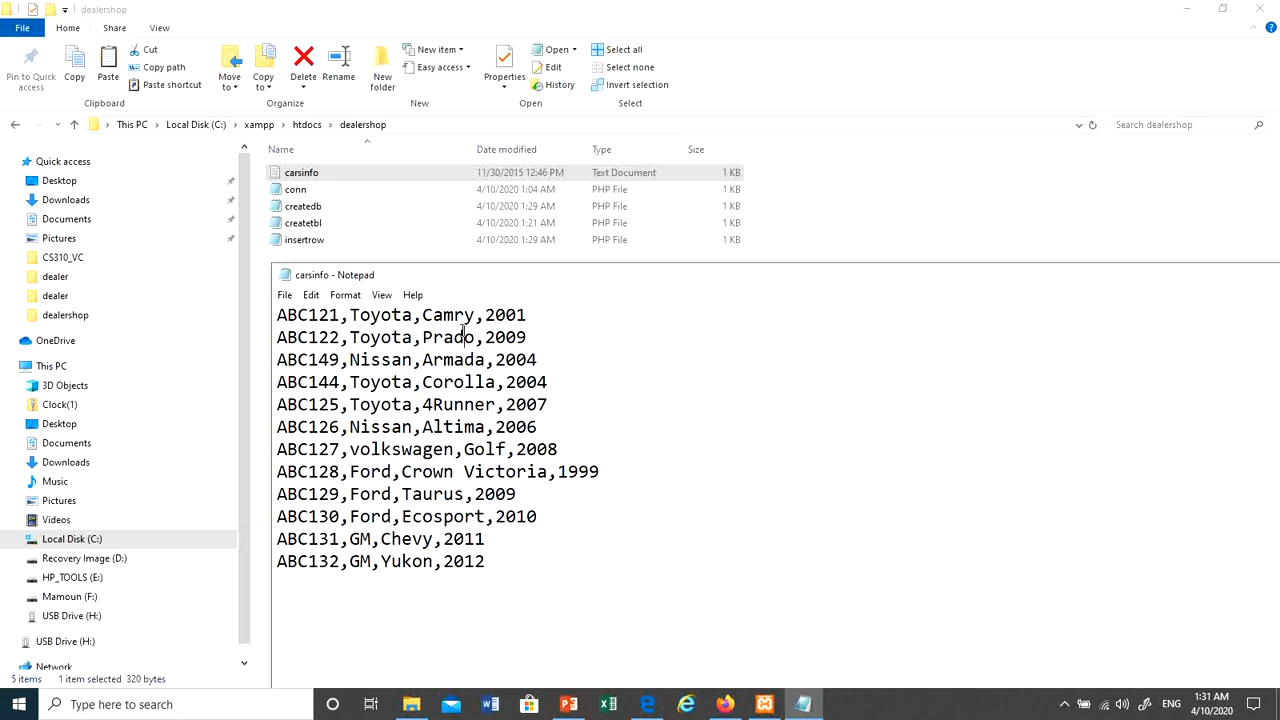 dealershop
File Home Share View
Pin to Quick access
Copy
Paste
Cut
Copy path
Paste shortcut
Clipboard
Move to
Copy to
Delete
Rename
Organize
New folder
New item
Easy access
New
Properties
Open
Edit
History
Open
Select all
Select none
Invert selection
Select
This PC > Local Disk (C:) > xampp > htdocs > dealershop
Search dealershop
Quick access
Desktop
Downloads
Documents
Pictures
CS310_VC
dealer
dealer
dealershop
OneDrive
This PC
3D Objects
Clock(1)
Desktop
Documents
Downloads
Music
Pictures
Videos
Local Disk (C:)
Recovery Image (D:)
HP_TOOLS (E:)
Mamoun (F:)
USB Drive (H:)
USB Drive (H:)
Network
Name Date modified Type Size
carsinfo 11/30/2015 12:46 PM Text Document 1 KB
conn 4/10/2020 1:04 AM PHP File 1 KB
createdb 4/10/2020 1:29 AM PHP File 1 KB
createtbl 4/10/2020 1:21 AM PHP File 1 KB
insertrow 4/10/2020 1:29 AM PHP File 1 KB
carsinfo - Notepad
File Edit Format View Help
ABC121,Toyota,Camry,2001
ABC122,Toyota,Prado,2009
ABC149,Nissan,Armada,2004
ABC144,Toyota,Corolla,2004
ABC125,Toyota,4Runner,2007
ABC126,Nissan,Altima,2006
ABC127,volkswagen,Golf,2008
ABC128,Ford,Crown Victoria,1999
ABC129,Ford,Taurus,2009
ABC130,Ford,Ecosport,2010
ABC131,GM,Chevy,2011
ABC132,GM,Yukon,2012
5 items 1 item selected 320 bytes
Type here to search
ENG
1:31 AM
4/10/2020